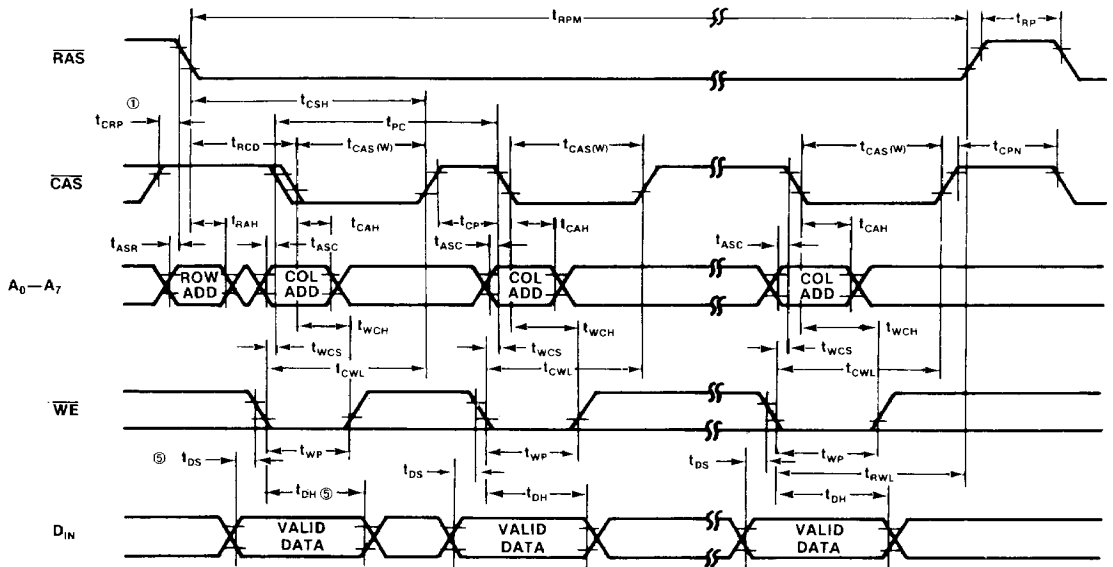 tRPM
tRP
RAS
①
tCRP
tCSH
tPC
tRCD
tCAS (W)
tCAS(W)
tCAS(W)
tCPN
CAS
tRAH
tCAH
tCP
tCAH
tCAH
tASR
tASC
tASC
tASC
A0—A7
ROW ADD
COL ADD
COL ADD
COL ADD
tWCH
tWCH
tWCH
tWCS
tWCS
tWCS
tCWL
tCWL
tCWL
WE
⑤ tDS
tWP
tDS
tWP
tDS
tWP
tRWL
tDH ⑤
tDH
tDH
DIN
VALID DATA
VALID DATA
VALID DATA